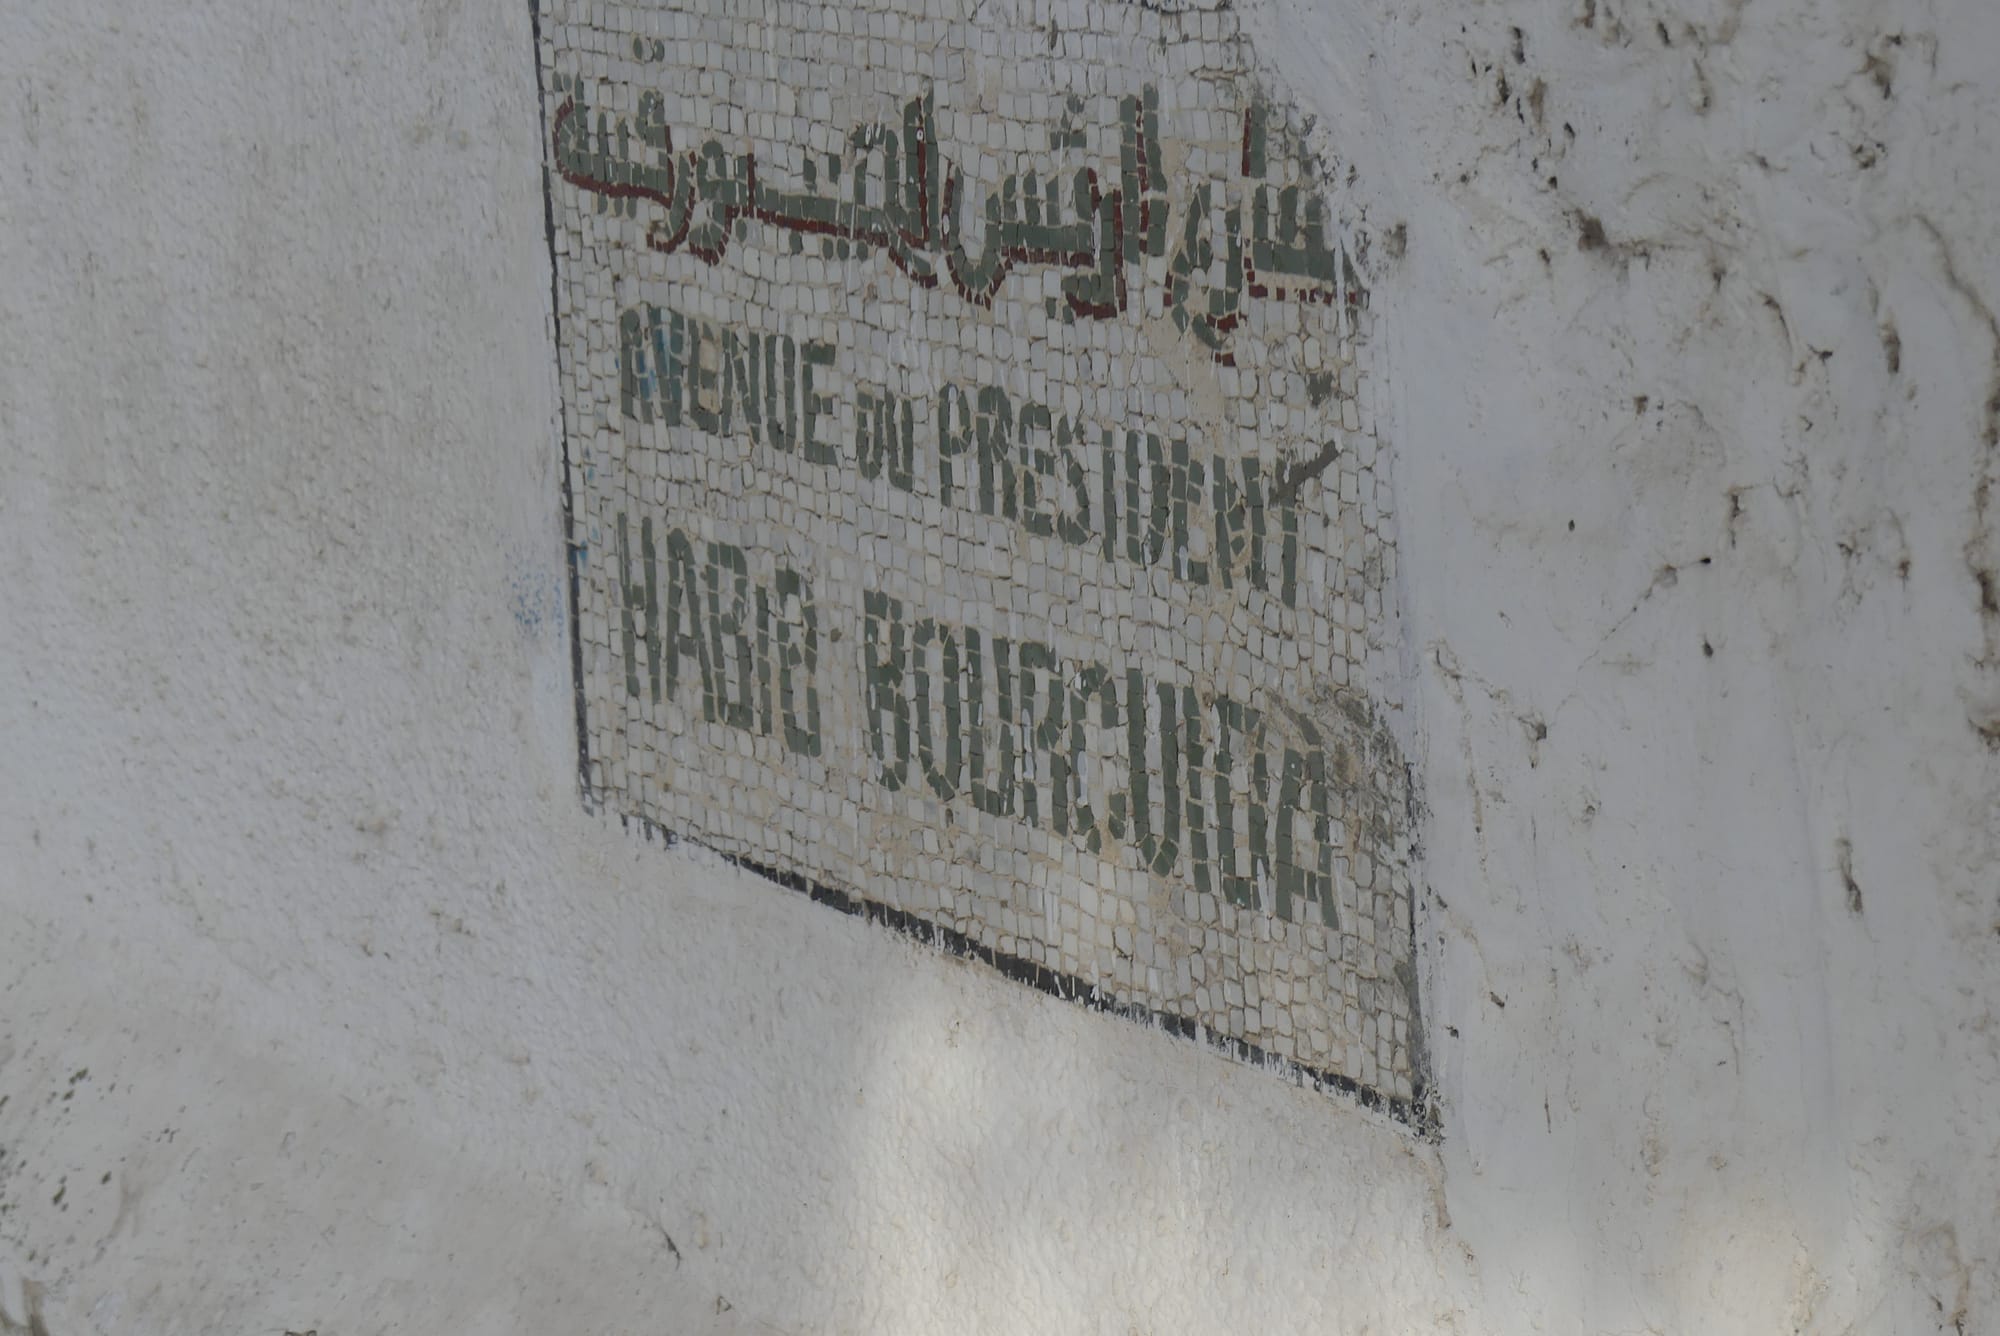 شارع الرئيس الحبيب بورقيبة
AVENUE DU PRESIDENT
HABIB BOURGUIBA